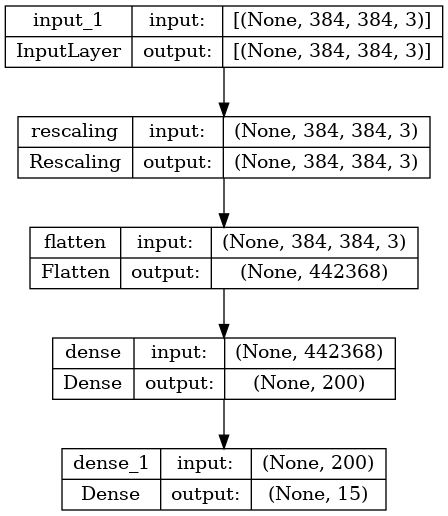 input_1 input: [(None, 384, 384, 3)]
InputLayer output: [(None, 384, 384, 3)]
rescaling input: (None, 384, 384, 3)
Rescaling output: (None, 384, 384, 3)
flatten input: (None, 384, 384, 3)
Flatten output: (None, 442368)
dense input: (None, 442368)
Dense output: (None, 200)
dense_1 input: (None, 200)
Dense output: (None, 15)